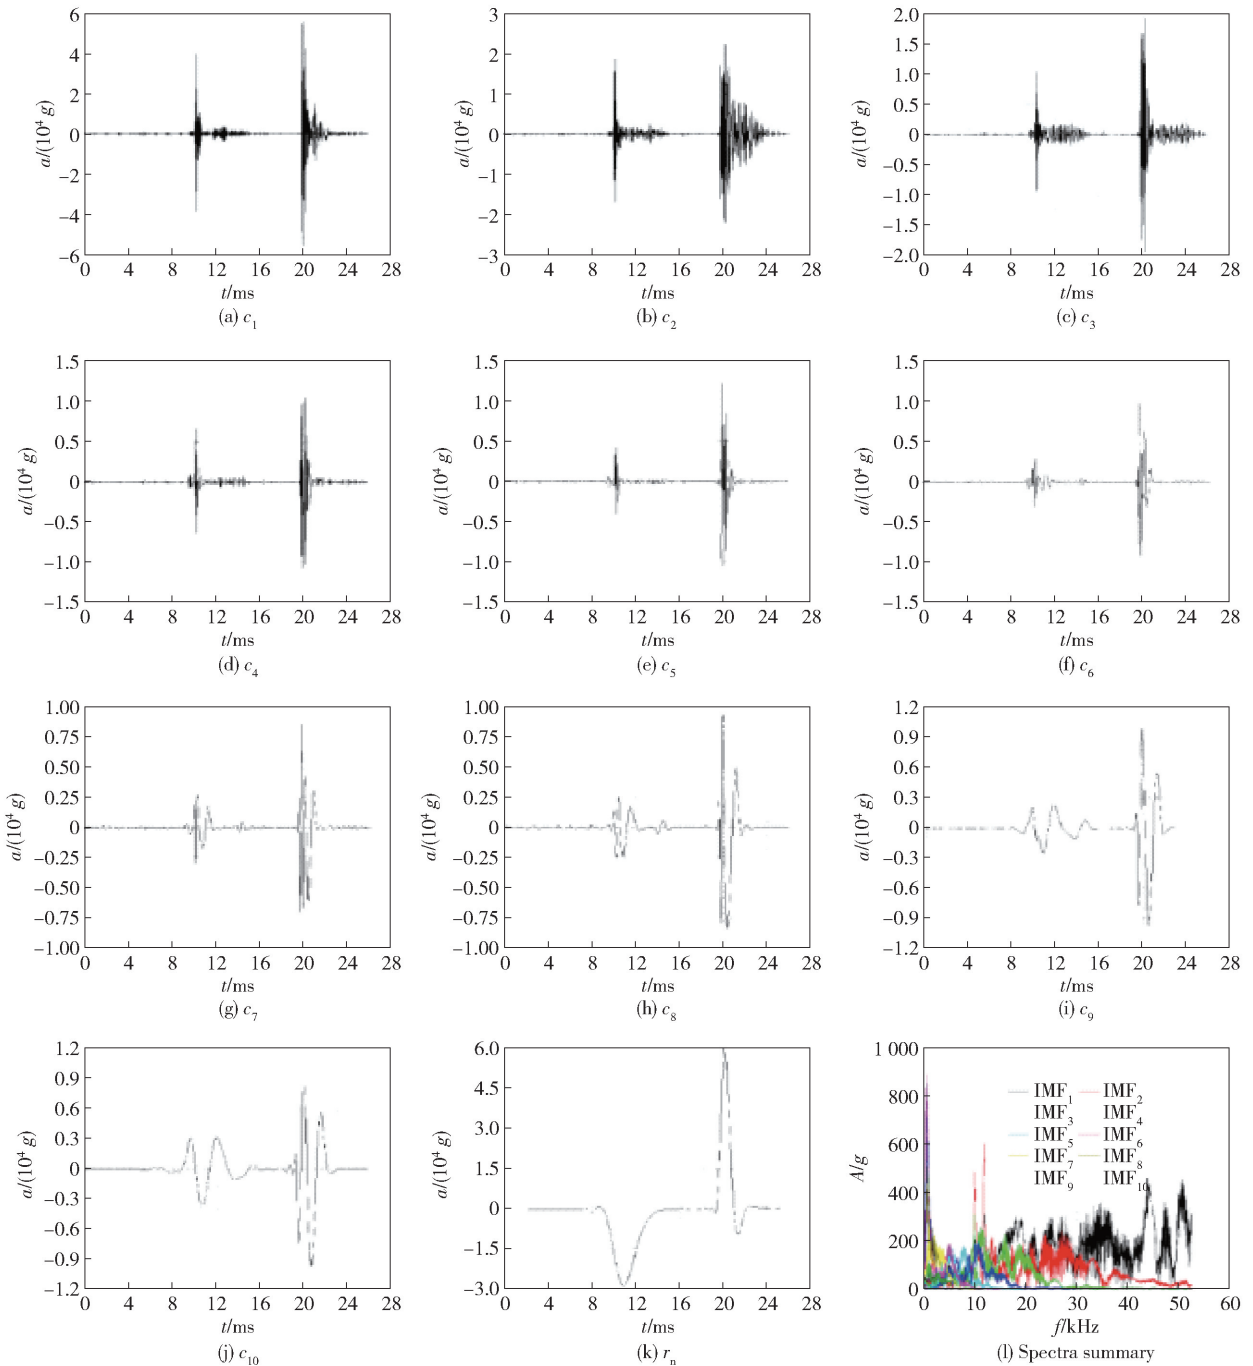 6
4
2
0
−2
−4
−6
a/(10⁴ g)
0 4 8 12 16 20 24 28
t/ms
(a) c₁
3
2
1
0
−1
−2
−3
a/(10⁴ g)
0 4 8 12 16 20 24 28
t/ms
(b) c₂
2.0
1.5
1.0
0.5
0
−0.5
−1.0
−1.5
−2.0
a/(10⁴ g)
0 4 8 12 16 20 24 28
t/ms
(c) c₃
1.5
1.0
0.5
0
−0.5
−1.0
−1.5
a/(10⁴ g)
0 4 8 12 16 20 24 28
t/ms
(d) c₄
1.5
1.0
0.5
0
−0.5
−1.0
−1.5
a/(10⁴ g)
0 4 8 12 16 20 24 28
t/ms
(e) c₅
1.5
1.0
0.5
0
−0.5
−1.0
−1.5
a/(10⁴ g)
0 4 8 12 16 20 24 28
t/ms
(f) c₆
1.00
0.75
0.50
0.25
0
−0.25
−0.50
−0.75
−1.00
a/(10⁴ g)
0 4 8 12 16 20 24 28
t/ms
(g) c₇
1.00
0.75
0.50
0.25
0
−0.25
−0.50
−0.75
−1.00
a/(10⁴ g)
0 4 8 12 16 20 24 28
t/ms
(h) c₈
1.2
0.9
0.6
0.3
0
−0.3
−0.6
−0.9
−1.2
a/(10⁴ g)
0 4 8 12 16 20 24 28
t/ms
(i) c₉
1.2
0.9
0.6
0.3
0
−0.3
−0.6
−0.9
−1.2
a/(10⁴ g)
0 4 8 12 16 20 24 28
t/ms
(j) c₁₀
6.0
4.5
3.0
1.5
0
−1.5
−3.0
a/(10⁴ g)
0 4 8 12 16 20 24 28
t/ms
(k) rₙ
1 000
800
600
400
200
0
A/g
IMF₁ IMF₂
IMF₃ IMF₄
IMF₅ IMF₆
IMF₇ IMF₈
IMF₉ IMF₁₀
0 10 20 30 40 50 60
f/kHz
(l) Spectra summary